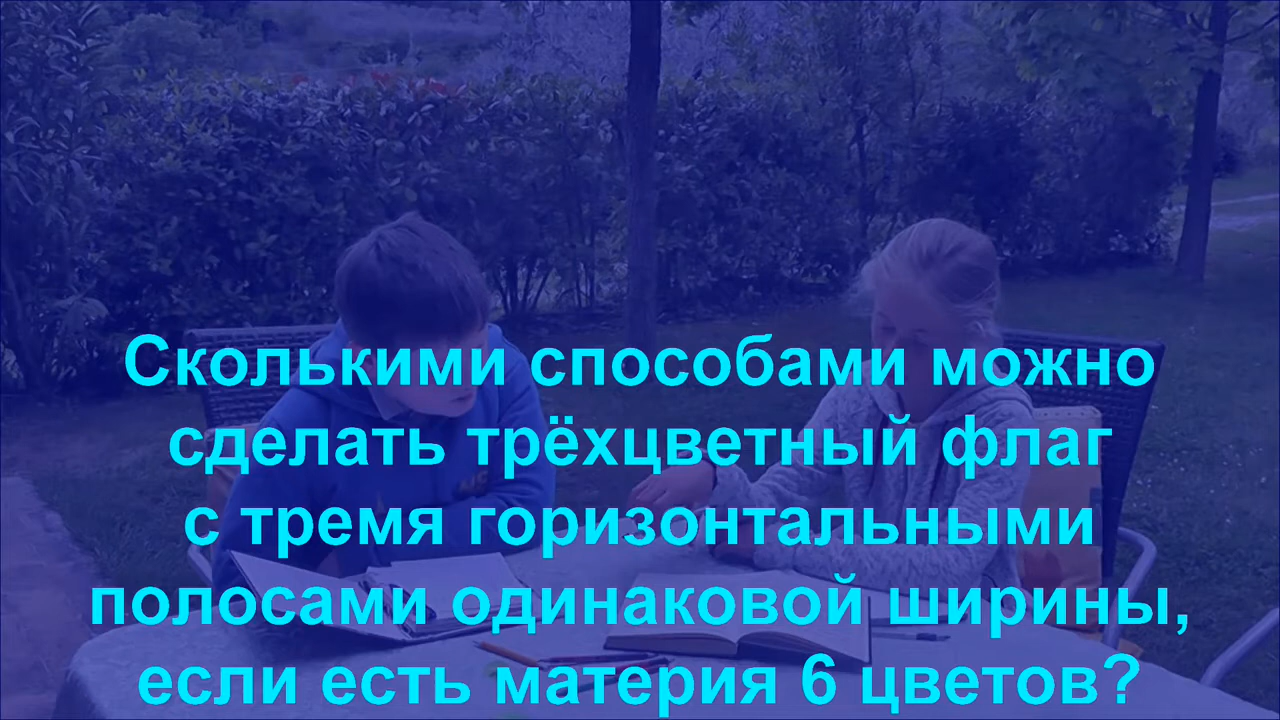 Сколькими способами можно
сделать трёхцветный флаг
с тремя горизонтальными
полосами одинаковой ширины,
если есть материя 6 цветов?